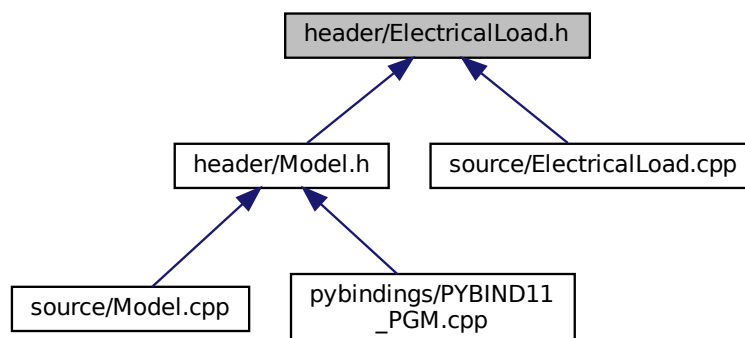 header/ElectricalLoad.h
header/Model.h
source/ElectricalLoad.cpp
source/Model.cpp
pybindings/PYBIND11
_PGM.cpp